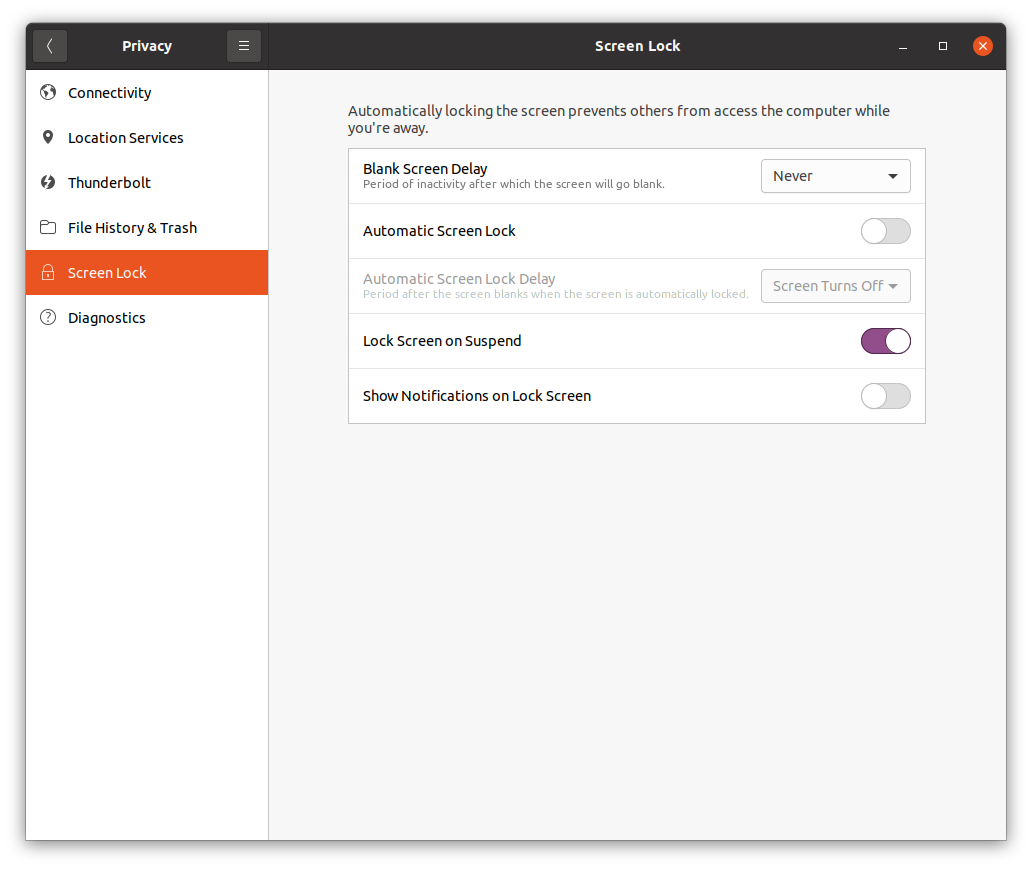 Privacy
Screen Lock
Connectivity
Location Services
Thunderbolt
File History & Trash
Screen Lock
Diagnostics
Automatically locking the screen prevents others from access the computer while
you're away.
Blank Screen Delay
Period of inactivity after which the screen will go blank.
Never
Automatic Screen Lock
Automatic Screen Lock Delay
Period after the screen blanks when the screen is automatically locked.
Screen Turns Off
Lock Screen on Suspend
Show Notifications on Lock Screen